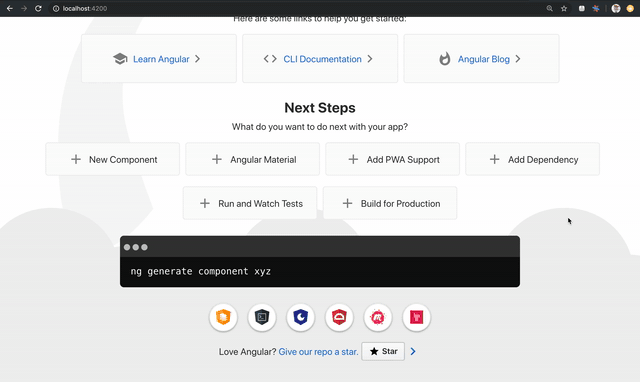 localhost:4200
Here are some links to help you get started:
Learn Angular
CLI Documentation
Angular Blog
Next Steps
What do you want to do next with your app?
New Component
Angular Material
Add PWA Support
Add Dependency
Run and Watch Tests
Build for Production
ng generate component xyz
Love Angular? Give our repo a star. Star